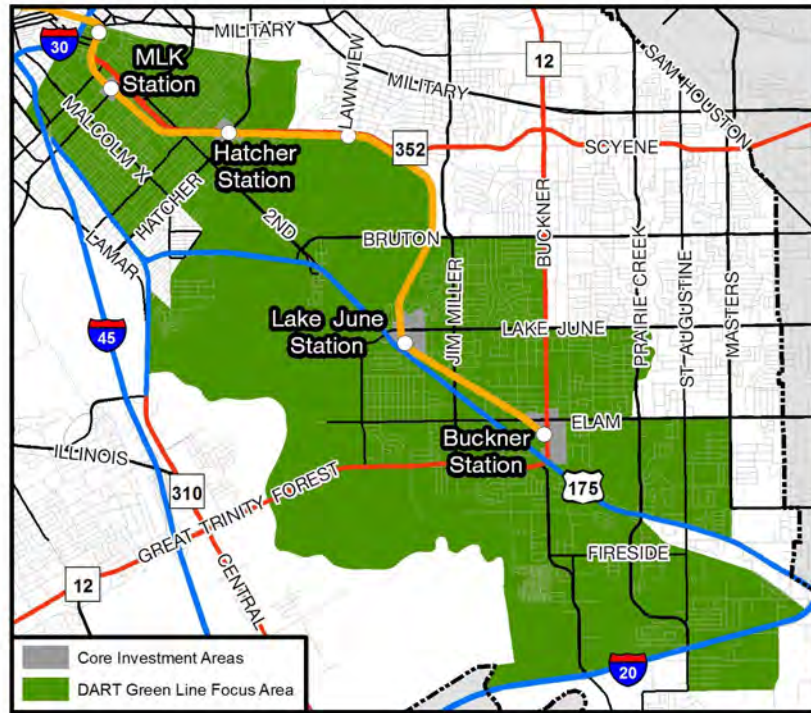 MILITARY
30
MLK
Station
12
SAM HOUSTON
LAWNVIEW
MILITARY
MALCOLM X
352
SCYENE
Hatcher
Station
HATCHER
2ND
BUCKNER
LAMAR
BRUTON
PRAIRIE CREEK
ST AUGUSTINE
MASTERS
JIM MILLER
Lake June
Station
LAKE JUNE
45
ELAM
Buckner
Station
ILLINOIS
175
310
GREAT TRINITY FOREST
FIRESIDE
12
CENTRAL
20
Core Investment Areas
DART Green Line Focus Area